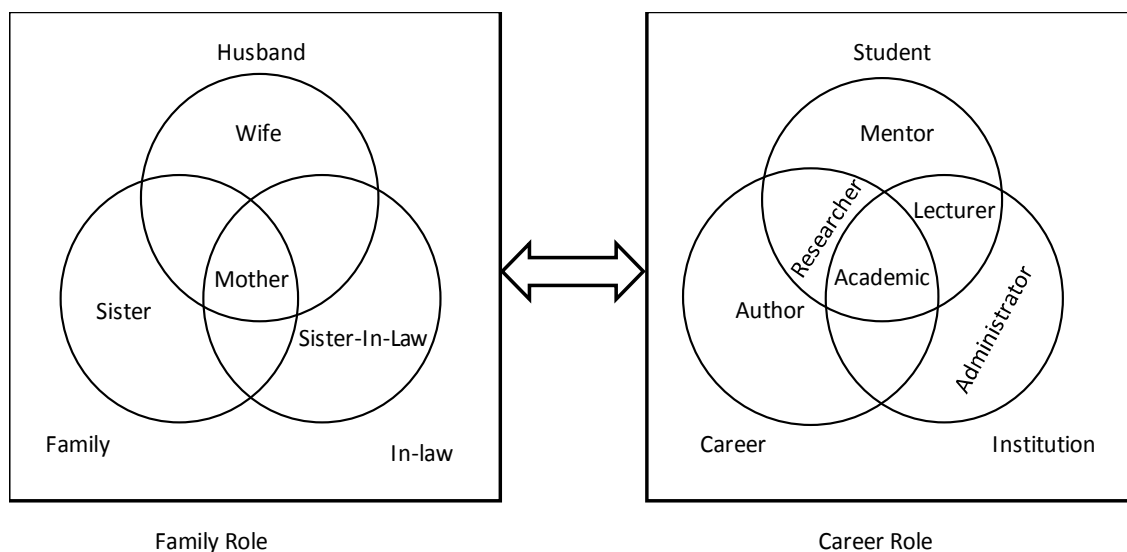 Husband
Wife
Mother
Sister
Sister-In-Law
Family
In-law
Family Role
Student
Mentor
Researcher
Lecturer
Academic
Author
Administrator
Career
Institution
Career Role